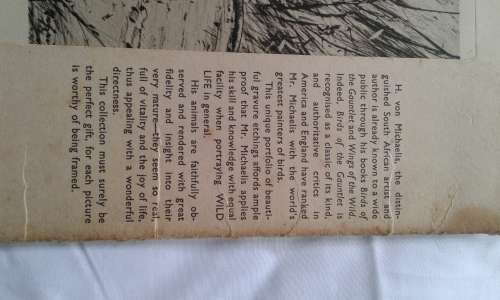 H. von Michaelis, the distin-
guished South African artist and
author is already known to a wide
public through his books Birds of
the Gauntlet and Wings of the Wild.
Indeed, Birds of the Gauntlet is
recognised as a classic of its kind,
and authoritative critics in
America and England have ranked
Mr. Michaelis with the world's
greatest painters of birds.
This unique portfolio of beauti-
ful gravure etchings affords ample
proof that Mr. Michaelis applies
his skill and knowledge with equal
facility when portraying WILD
LIFE in general.
His animals are faithfully ob-
served and rendered with great
fidelity and insight into their
very nature—they seem so real,
full of vitality and the joy of life,
thus appealing with a wonderful
directness.
This collection must surely be
the perfect gift, for each picture
is worthy of being framed.